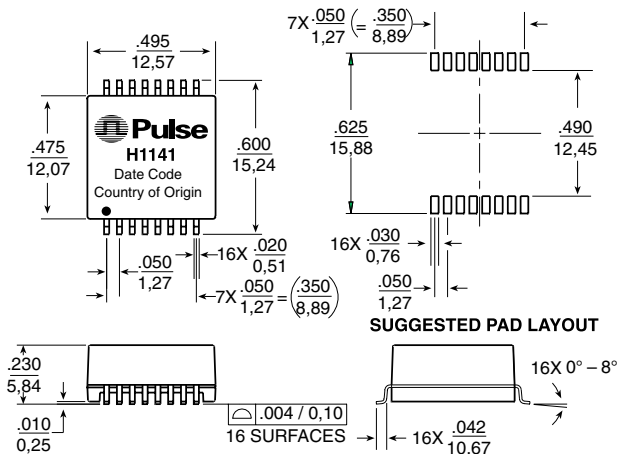 .495
12,57
7X .050 (= .350)
1,27 8,89
.475
12,07
Pulse
H1141
Date Code
Country of Origin
.600
15,24
.625
15,88
.490
12,45
16X .020
0,51
.050
1,27
7X .050 = (.350)
1,27 8,89
16X .030
0,76
.050
1,27
SUGGESTED PAD LAYOUT
.230
5,84
.010
0,25
.004 / 0,10
16 SURFACES
16X 0° – 8°
16X .042
10,67